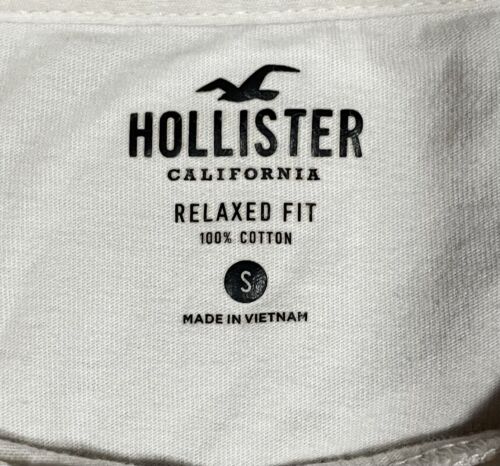 HOLLISTER
CALIFORNIA
RELAXED FIT
100% COTTON
S
MADE IN VIETNAM